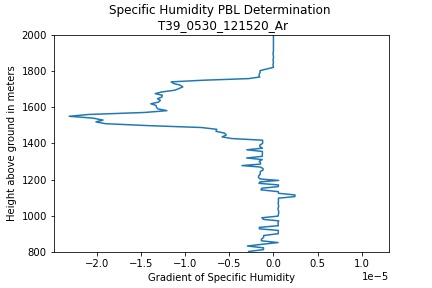 Specific Humidity PBL Determination
T39_0530_121520_Ar
Height above ground in meters
2000
1800
1600
1400
1200
1000
800
−2.0
−1.5
−1.0
−0.5
0.0
0.5
1.0
1e−5
Gradient of Specific Humidity